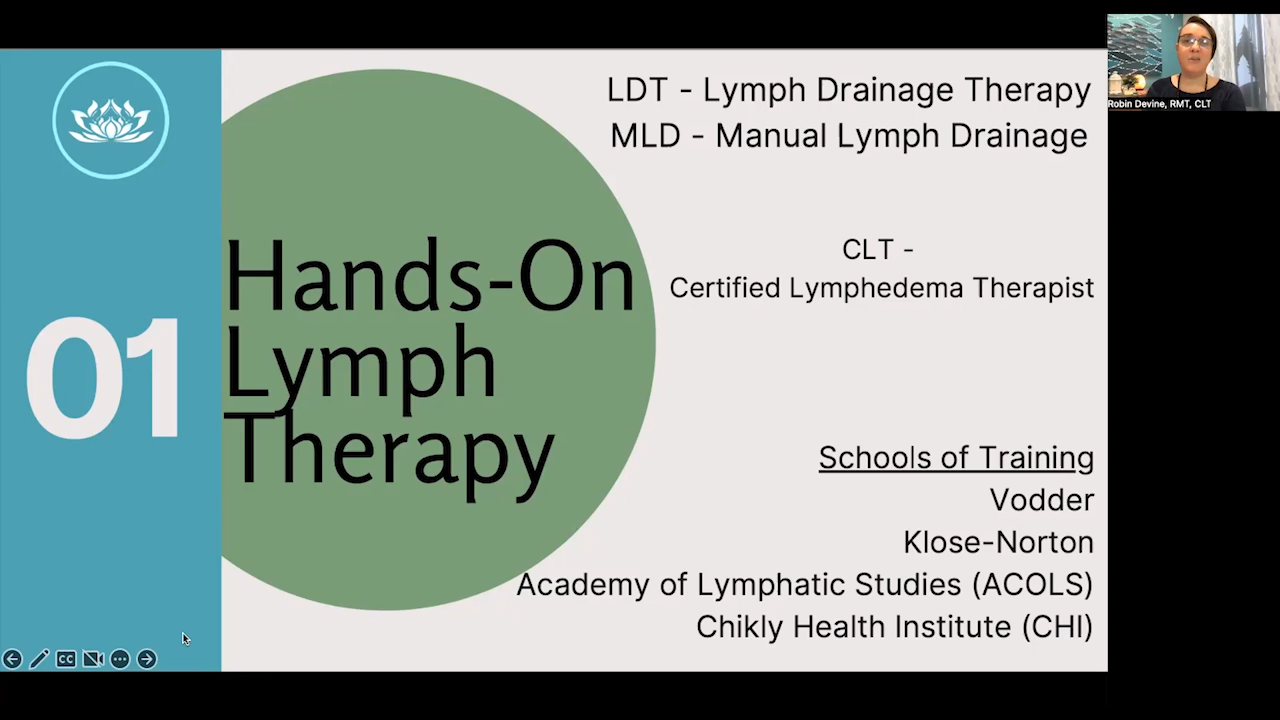 01
Hands-On
Lymph
Therapy
LDT - Lymph Drainage Therapy
MLD - Manual Lymph Drainage
CLT -
Certified Lymphedema Therapist
Schools of Training
Vodder
Klose-Norton
Academy of Lymphatic Studies (ACOLS)
Chikly Health Institute (CHI)
Robin Devine, RMT, CLT
CC